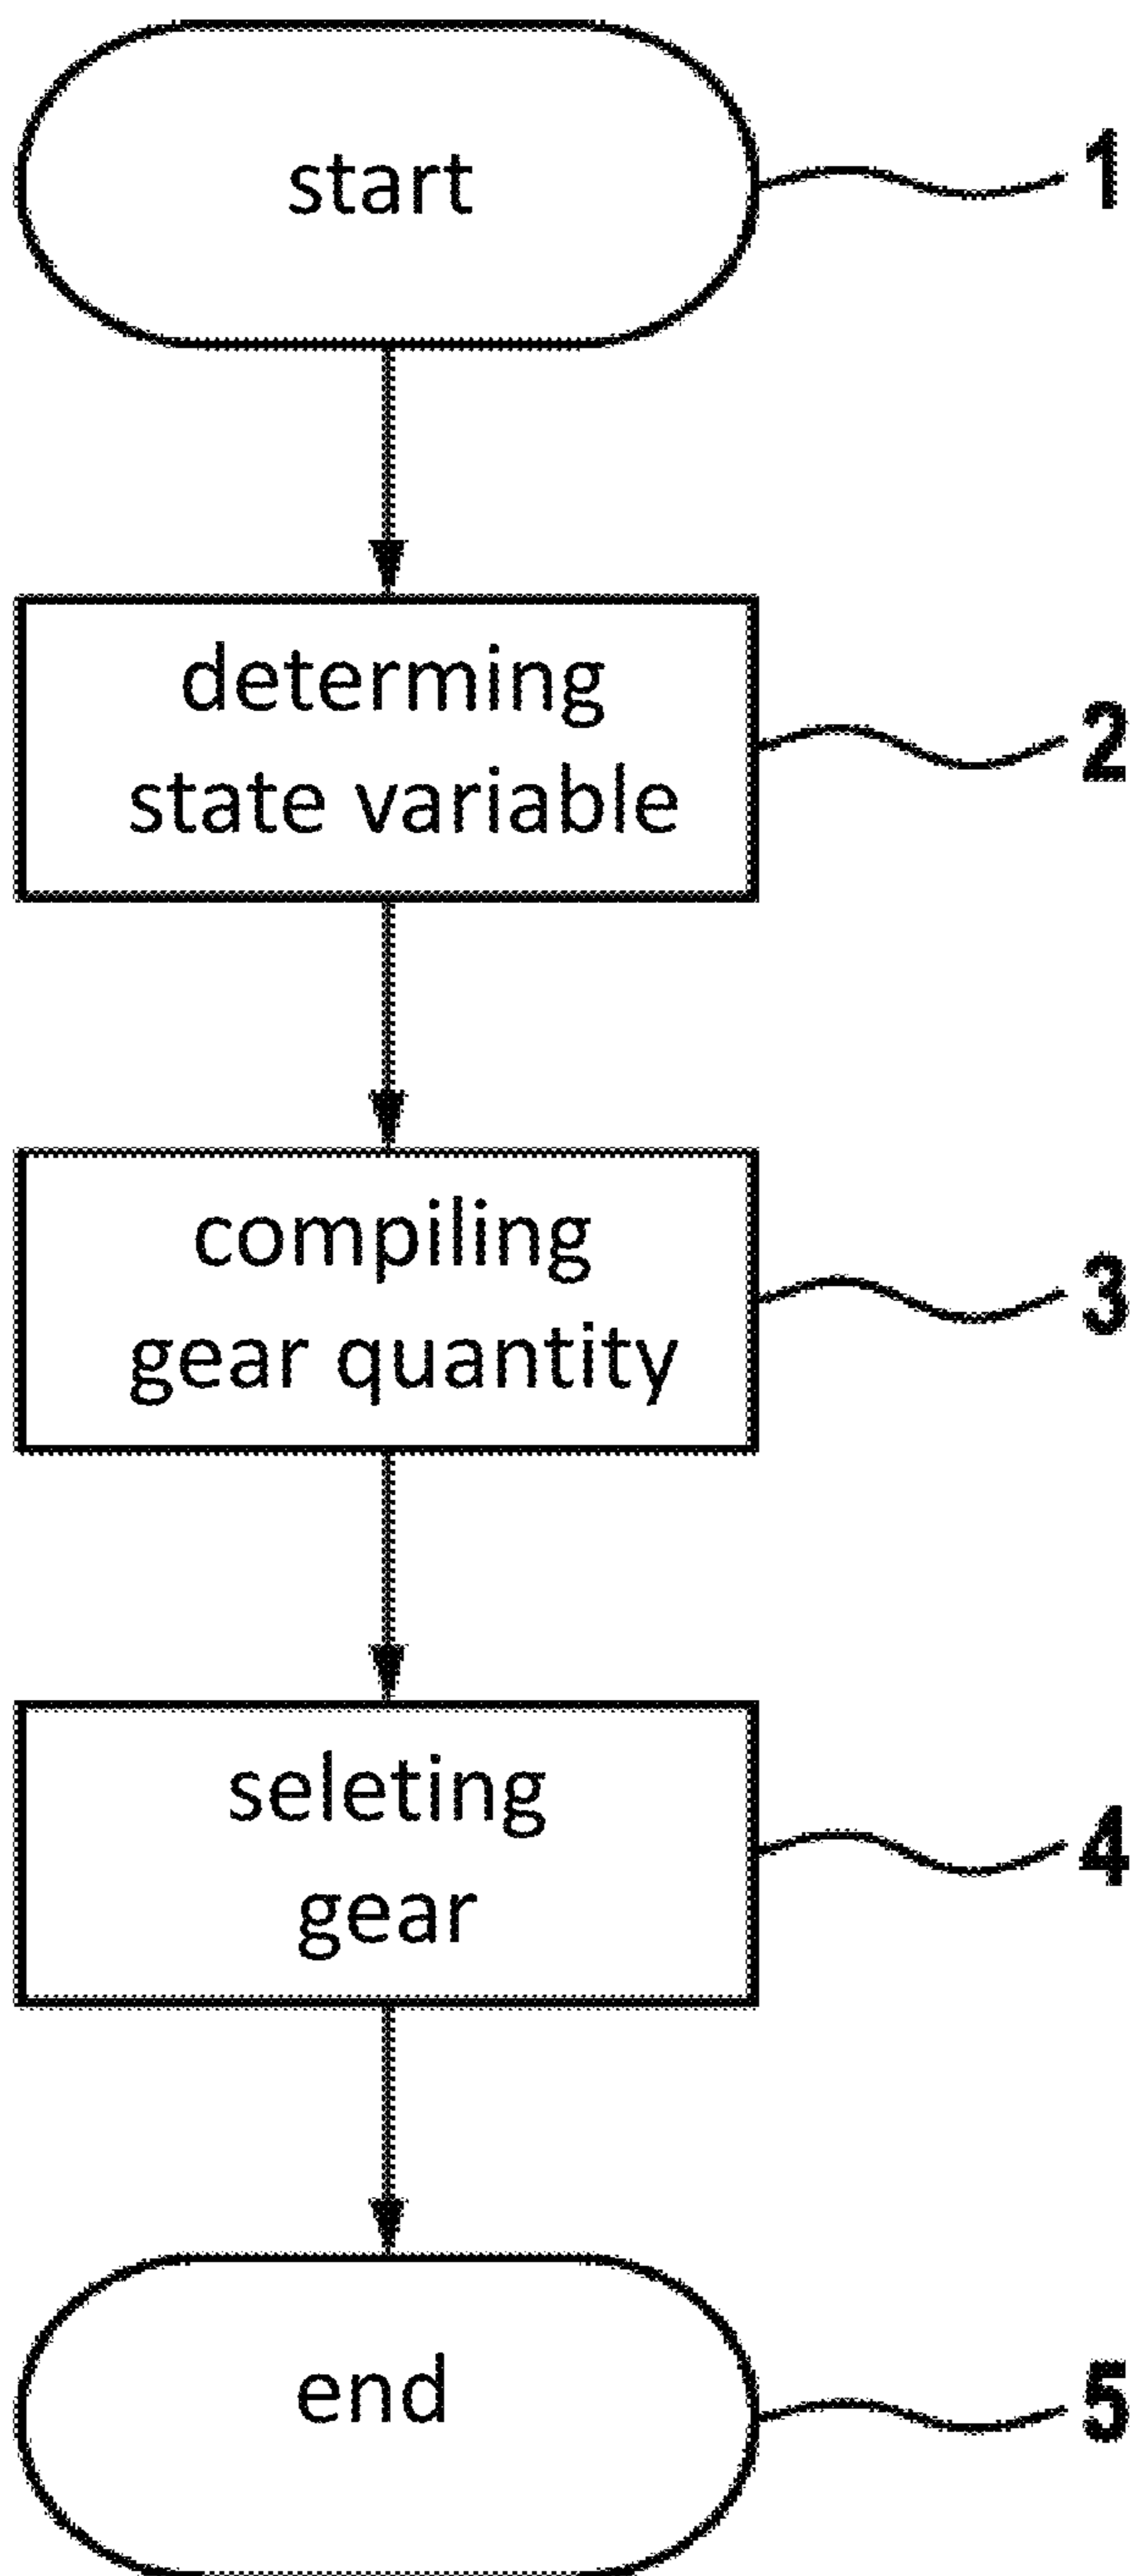 start
1
determing
state variable
2
compiling
gear quantity
3
seleting
gear
4
end
5